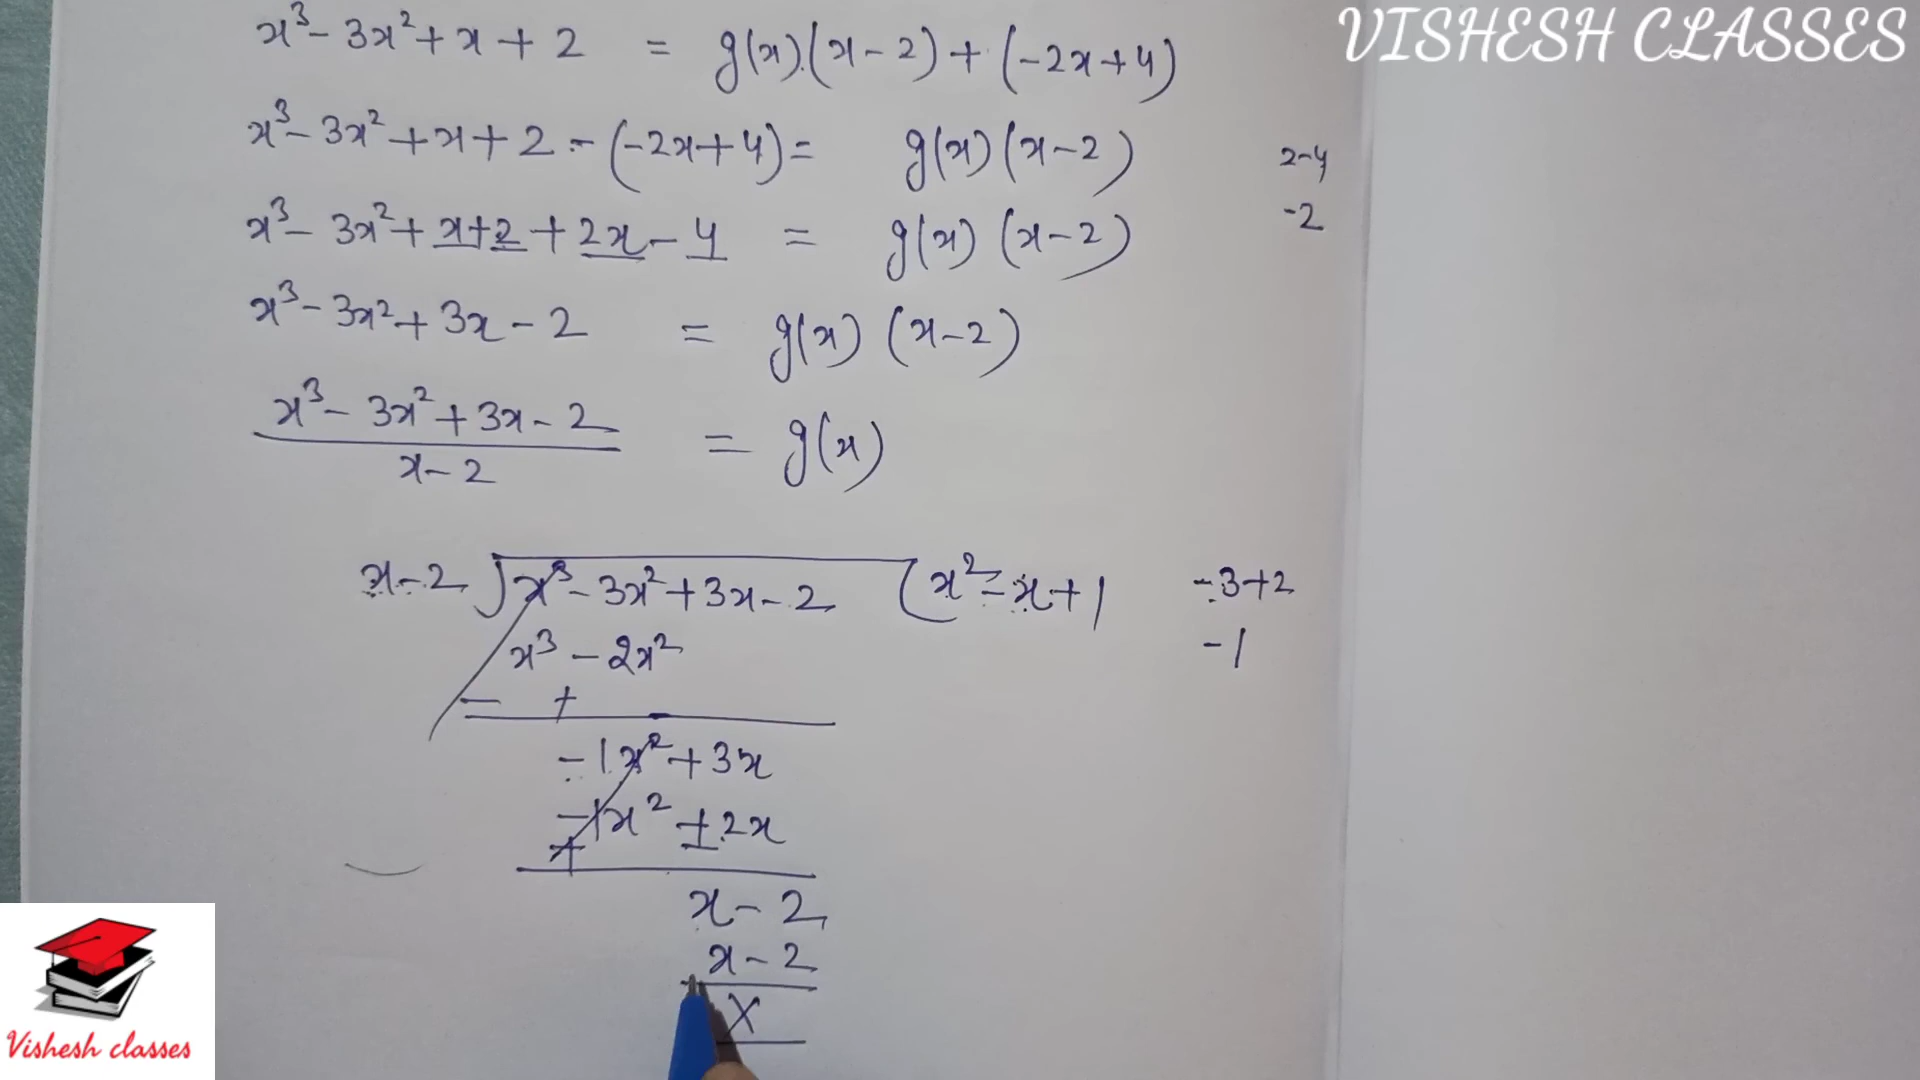 VISHESH CLASSES
x³ - 3x² + x + 2 = g(x).(x-2) + (-2x+4)
x³ - 3x² + x + 2 - (-2x+4) = g(x)(x-2)
2-4
x³ - 3x² + x+2 + 2x - 4 = g(x) (x-2)
-2
x³ - 3x² + 3x - 2 = g(x) (x-2)
x³ - 3x² + 3x - 2 = g(x)
x-2
x-2 ) x³ - 3x² + 3x - 2 ( x² - x + 1
-3+2
x³ - 2x²
-1
- +
-1x² + 3x
-1x² + 2x
+ -
x - 2
x - 2
x
Vishesh classes